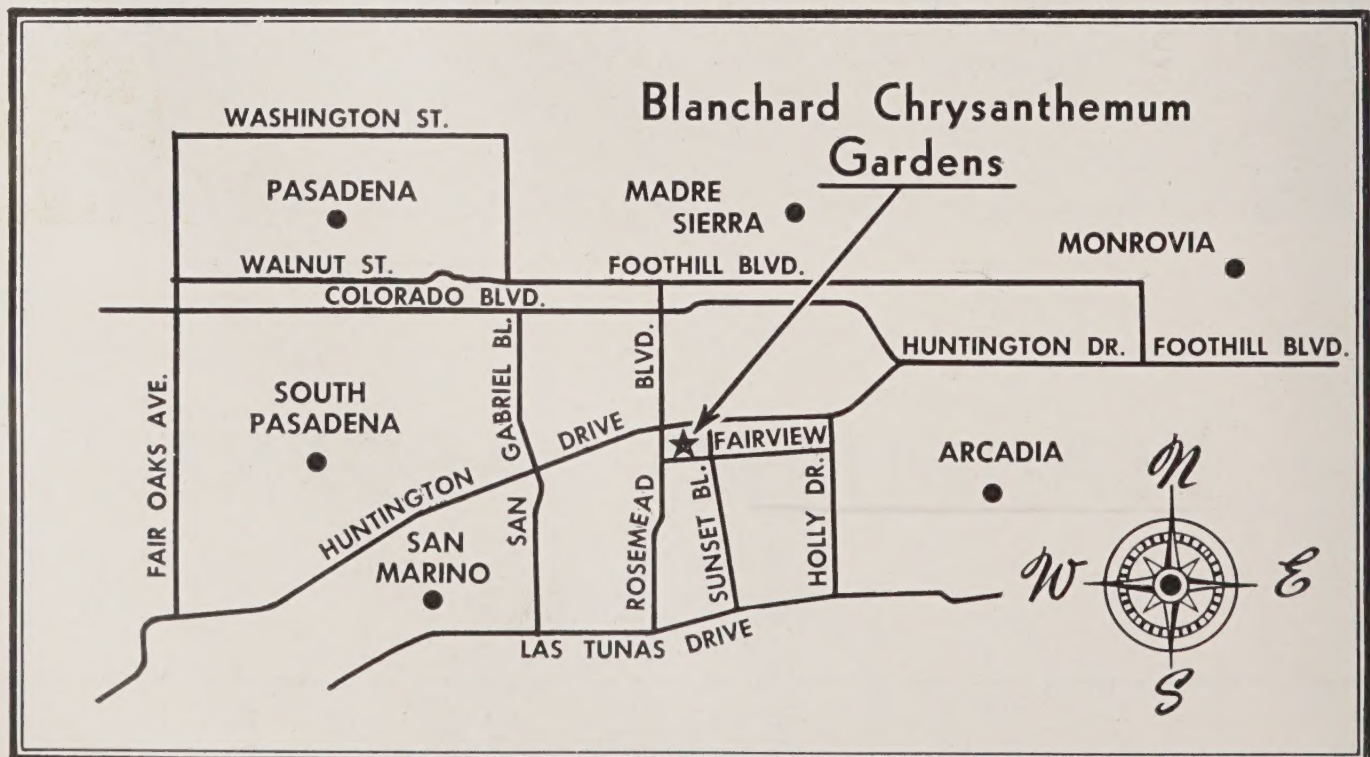 Blanchard Chrysanthemum
Gardens
WASHINGTON ST.
PASADENA
MADRE
SIERRA
MONROVIA
WALNUT ST.
FOOTHILL BLVD.
COLORADO BLVD.
HUNTINGTON DR.
FOOTHILL BLVD.
FAIR OAKS AVE.
SOUTH
PASADENA
SAN GABRIEL BL.
ROSEMEAD BLVD.
HUNTINGTON DRIVE
FAIRVIEW
SUNSET BL.
HOLLY DR.
ARCADIA
SAN
MARINO
LAS TUNAS DRIVE
N
W
E
S